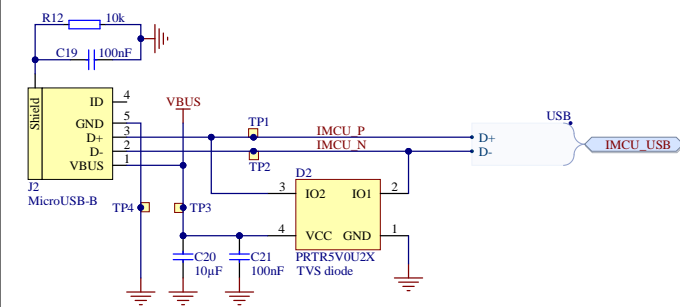 R12 10k
C19 100nF
Shield
ID 4
GND 5
D+ 3
D- 2
VBUS 1
J2
MicroUSB-B
VBUS
TP1
IMCU_P
IMCU_N
TP2
USB
D+
D-
IMCU_USB
D2
3 IO2 IO1 2
4 VCC GND 1
PRTR5V0U2X
TVS diode
TP4
TP3
C20
10µF
C21
100nF